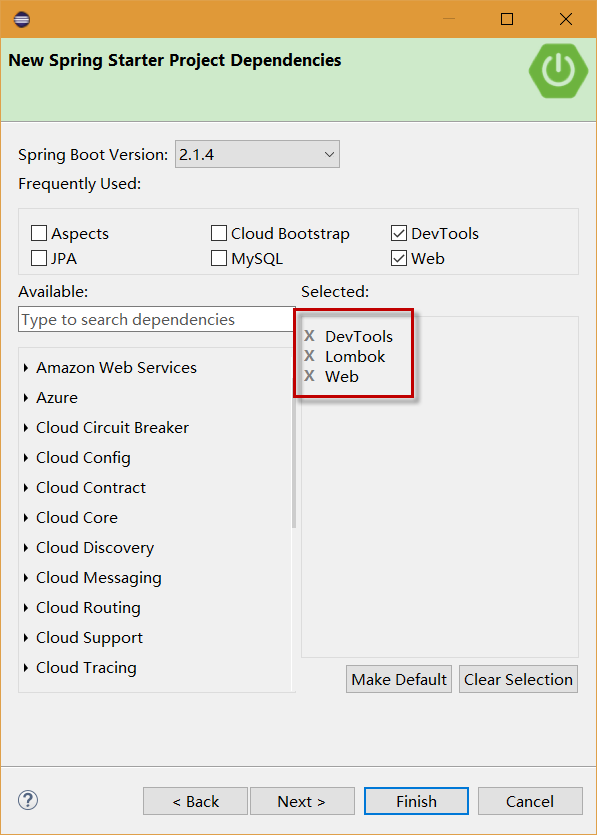 New Spring Starter Project Dependencies
Spring Boot Version: 2.1.4
Frequently Used:
Aspects Cloud Bootstrap DevTools
JPA MySQL Web
Available: Selected:
Type to search dependencies
X DevTools
X Lombok
X Web
Amazon Web Services
Azure
Cloud Circuit Breaker
Cloud Config
Cloud Contract
Cloud Core
Cloud Discovery
Cloud Messaging
Cloud Routing
Cloud Support
Cloud Tracing
Make Default Clear Selection
? < Back Next > Finish Cancel